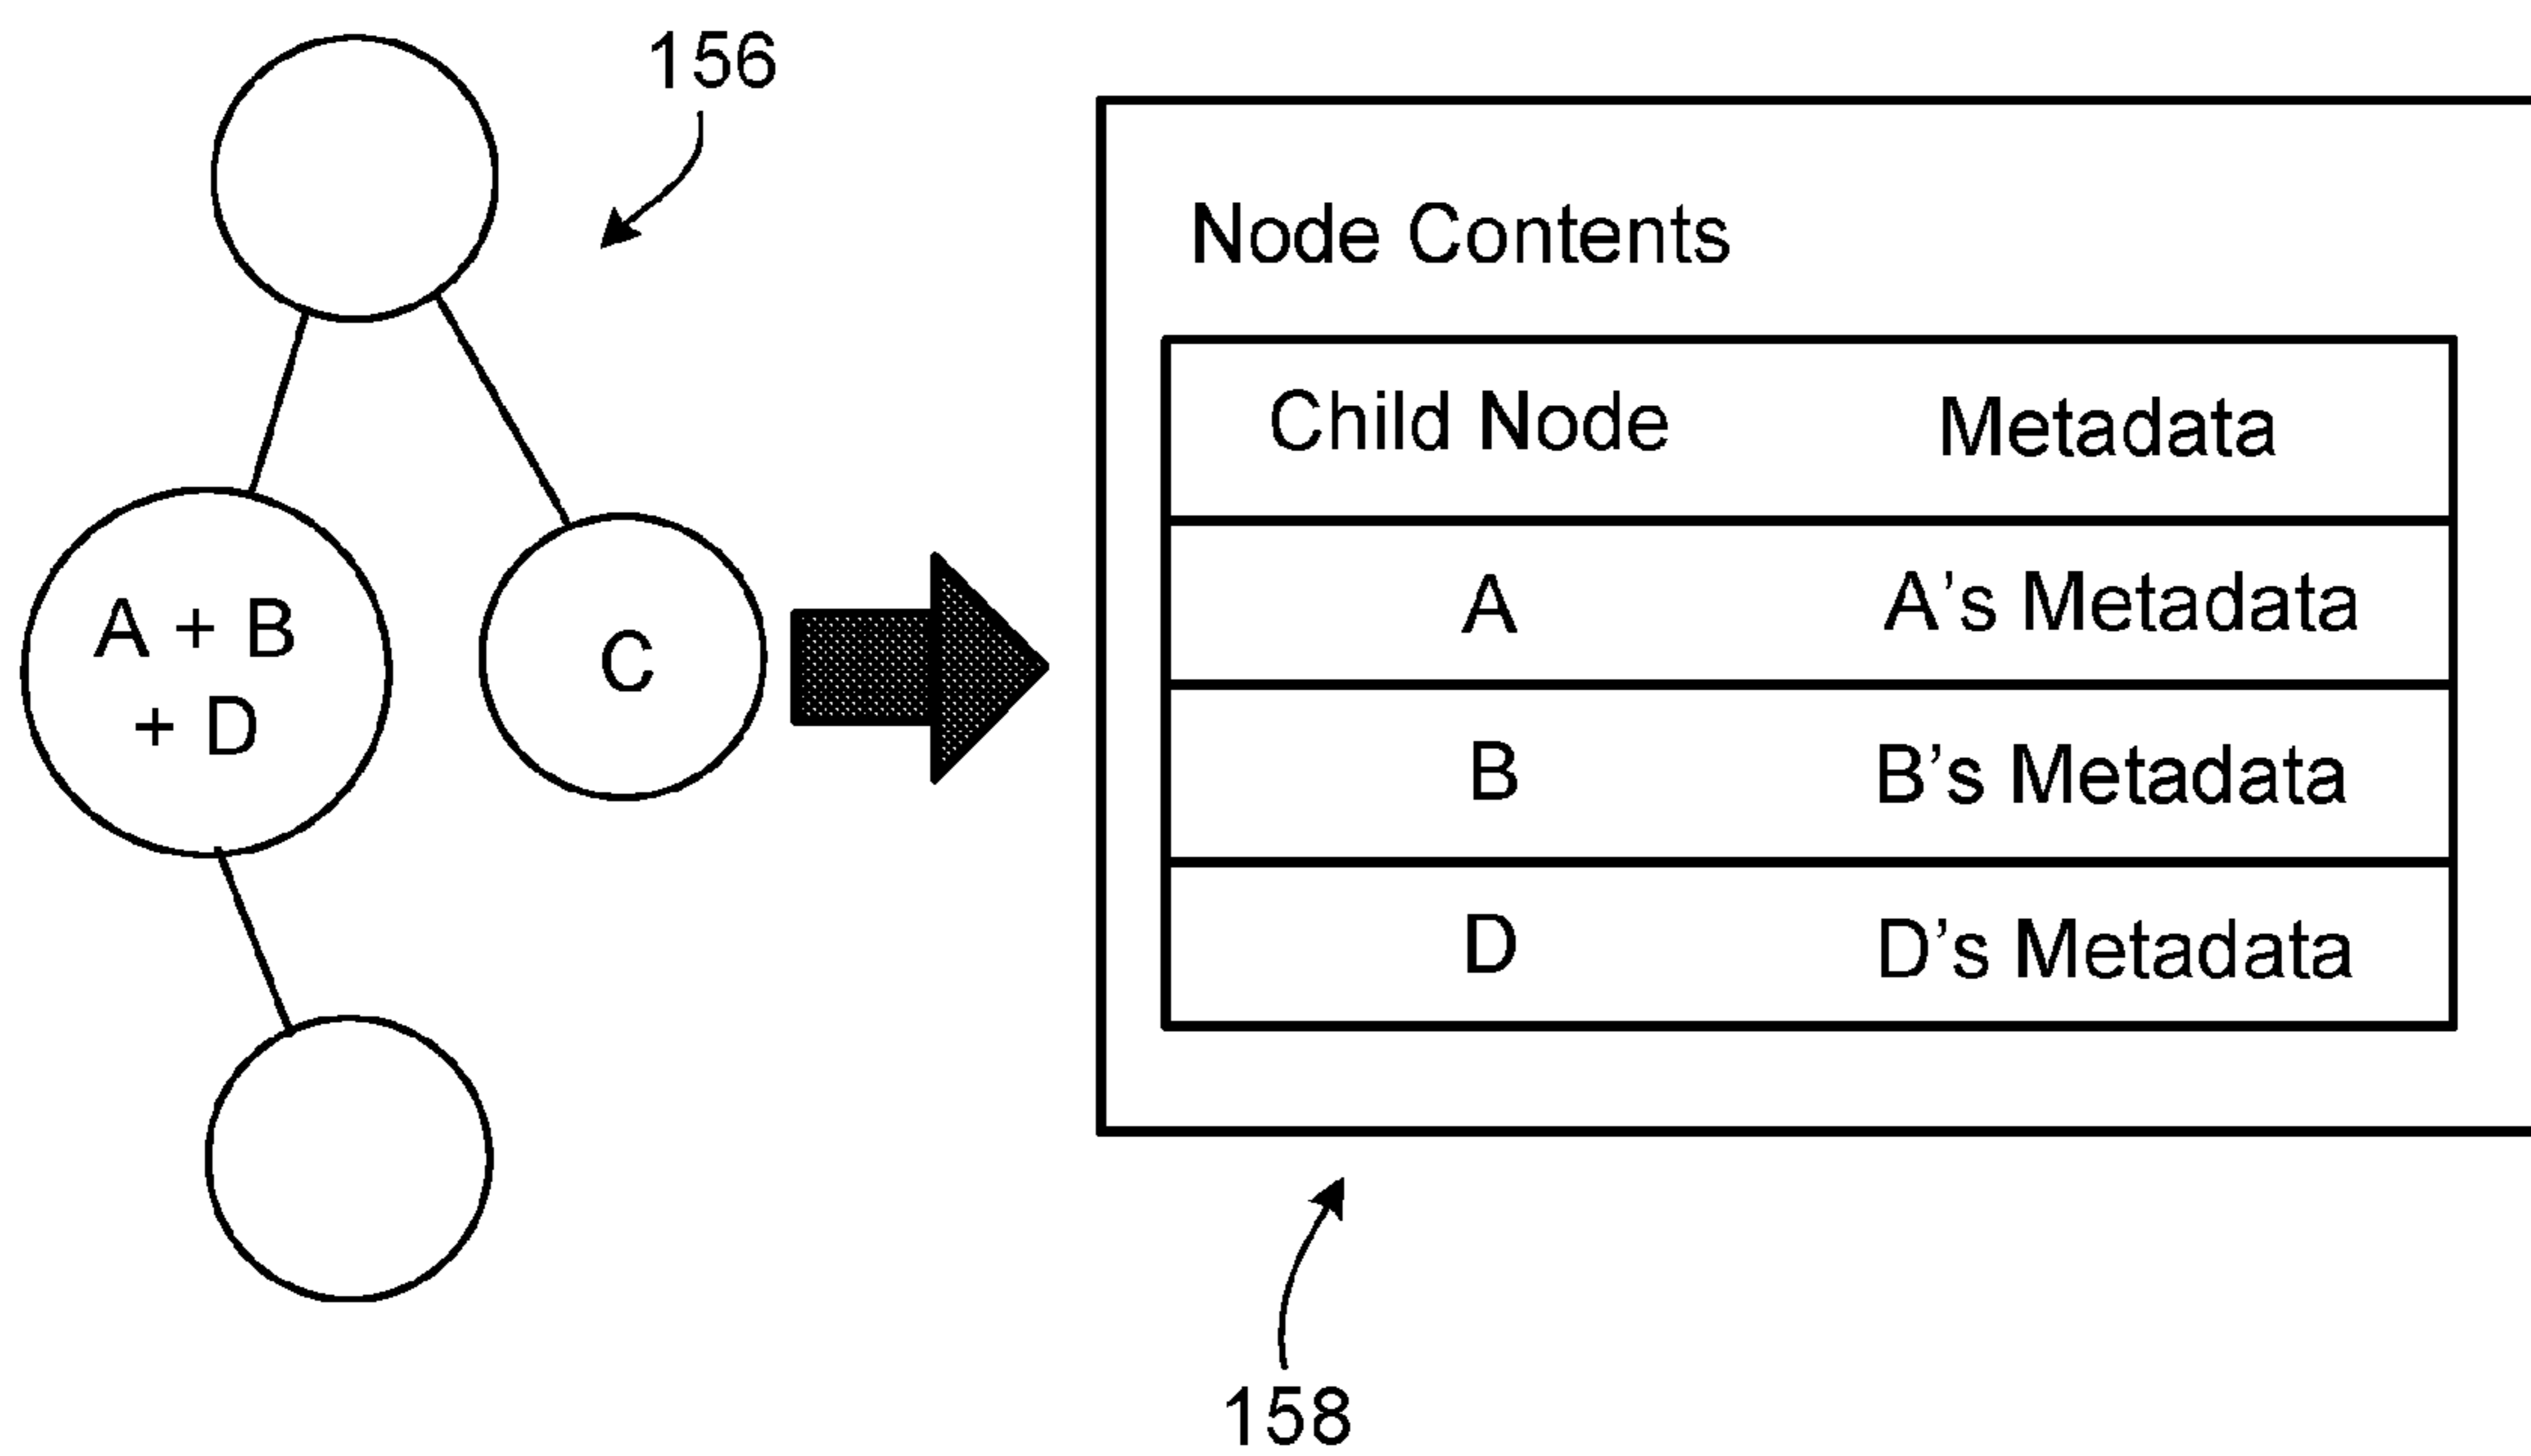 156
A + B
+ D
C
Node Contents
Child Node Metadata
A A's Metadata
B B's Metadata
D D's Metadata
158